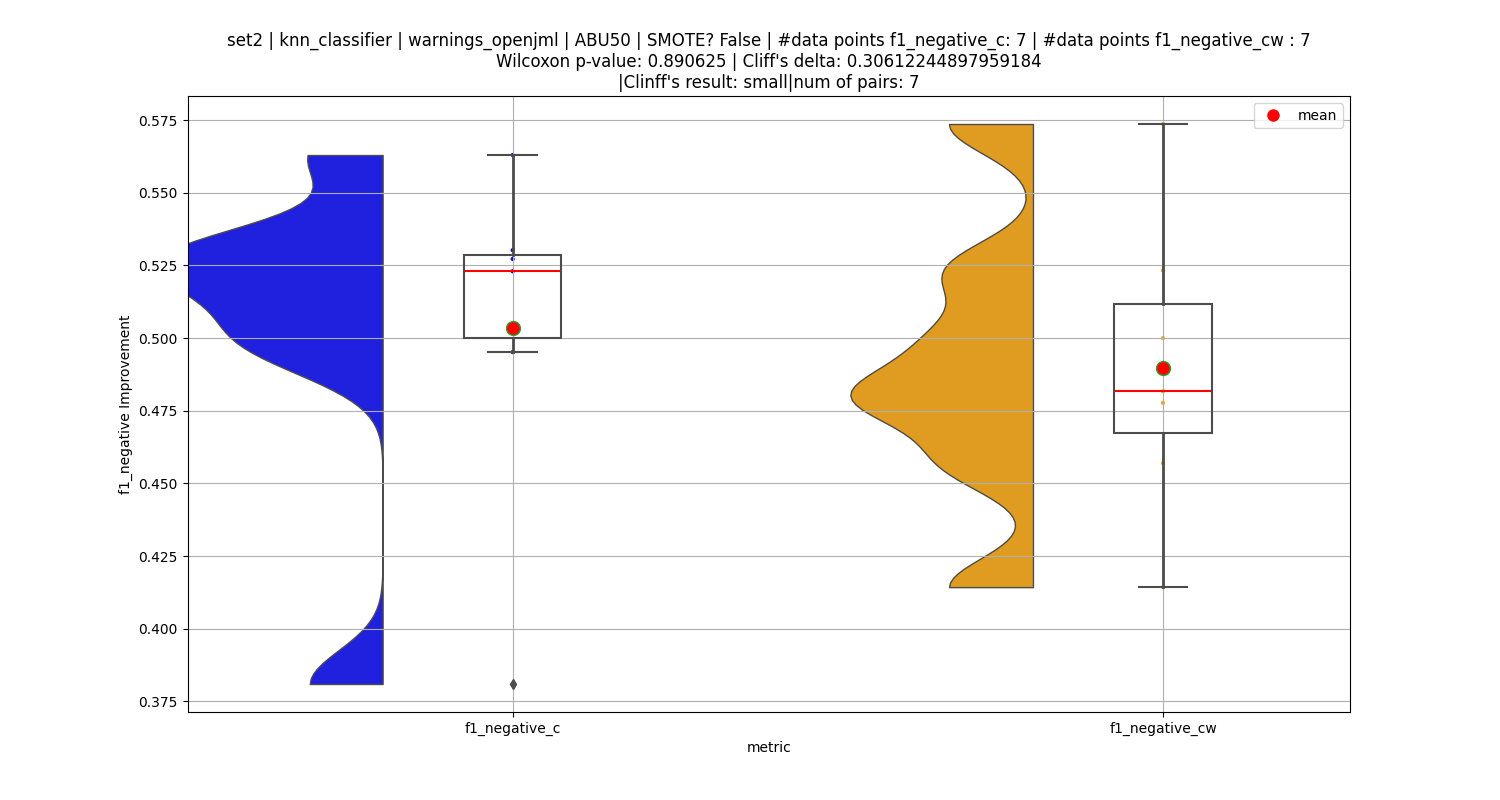 set2 | knn_classifier | warnings_openjml | ABU50 | SMOTE? False | #data points f1_negative_c: 7 | #data points f1_negative_cw : 7
Wilcoxon p-value: 0.890625 | Cliff's delta: 0.30612244897959184
|Clinff's result: small|num of pairs: 7
mean
0.575
0.550
0.525
0.500
0.475
0.450
0.425
0.400
0.375
f1_negative Improvement
f1_negative_c
f1_negative_cw
metric